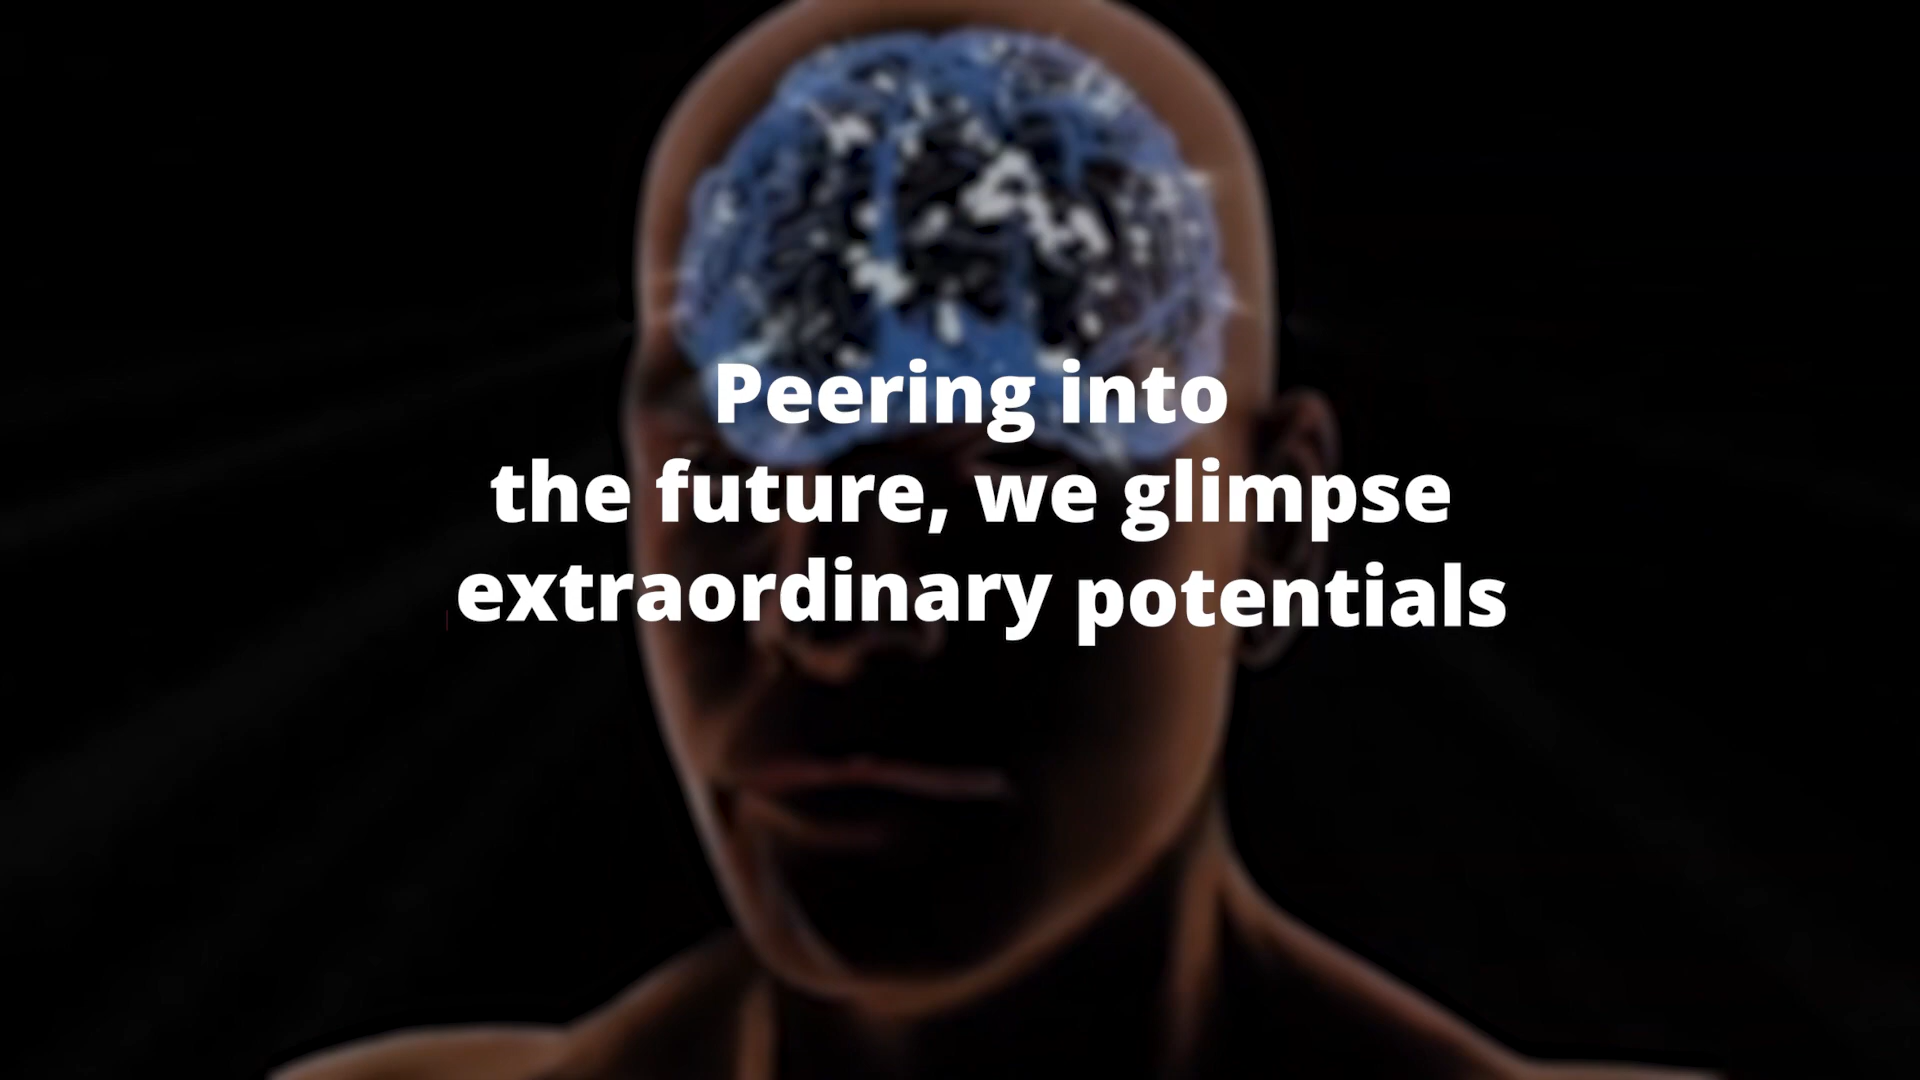 Peering into
the future, we glimpse
extraordinary potentials